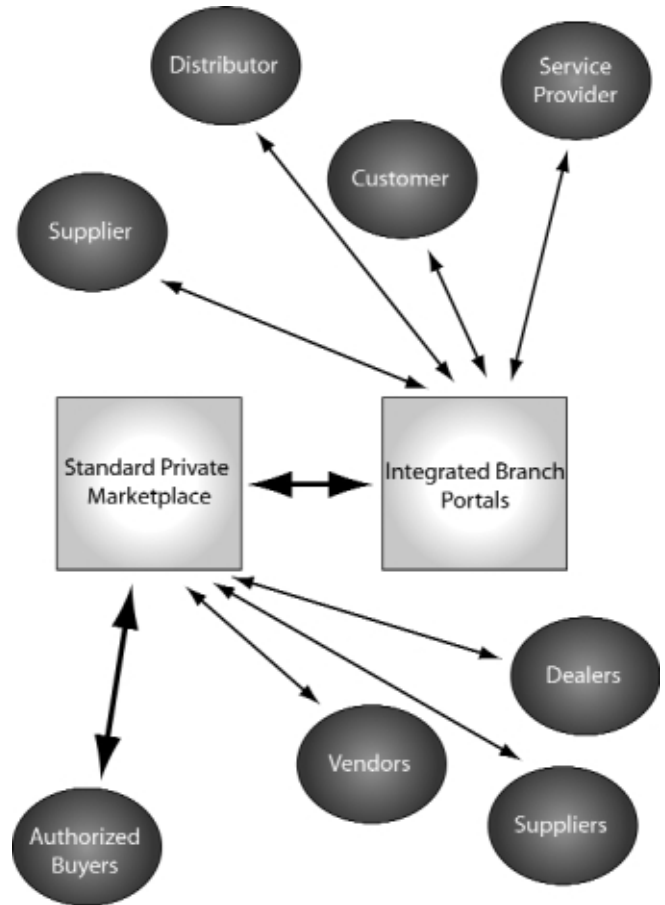 Distributor
Service
Provider
Customer
Supplier
Standard Private
Marketplace
Integrated Branch
Portals
Dealers
Vendors
Suppliers
Authorized
Buyers